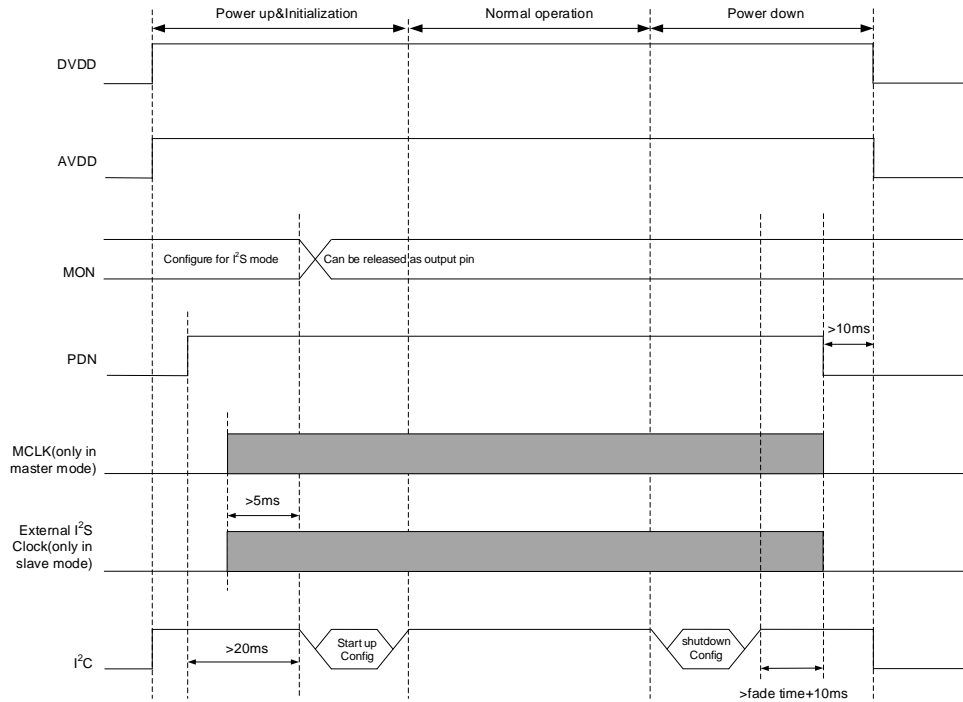 Power up&Initialization
Normal operation
Power down
DVDD
AVDD
MON
Configure for I²S mode
Can be released as output pin
PDN
>10ms
MCLK(only in
master mode)
>5ms
External I²S
Clock(only in
slave mode)
I²C
>20ms
Start up
Config
shutdown
Config
>fade time+10ms